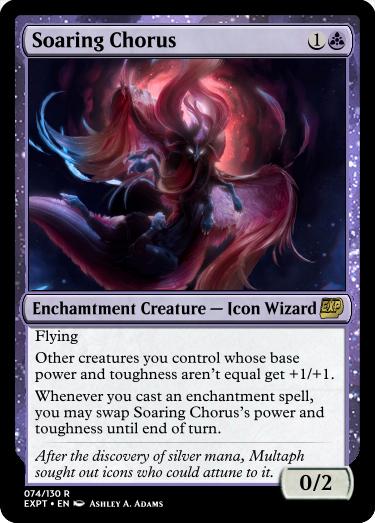 Soaring Chorus 1
Enchamtment Creature — Icon Wizard EXP
Flying
Other creatures you control whose base
power and toughness aren't equal get +1/+1.
Whenever you cast an enchantment spell,
you may swap Soaring Chorus's power and
toughness until end of turn.
After the discovery of silver mana, Multaph
sought out icons who could attune to it.
0/2
074/130 R
EXPT • EN Ashley A. Adams